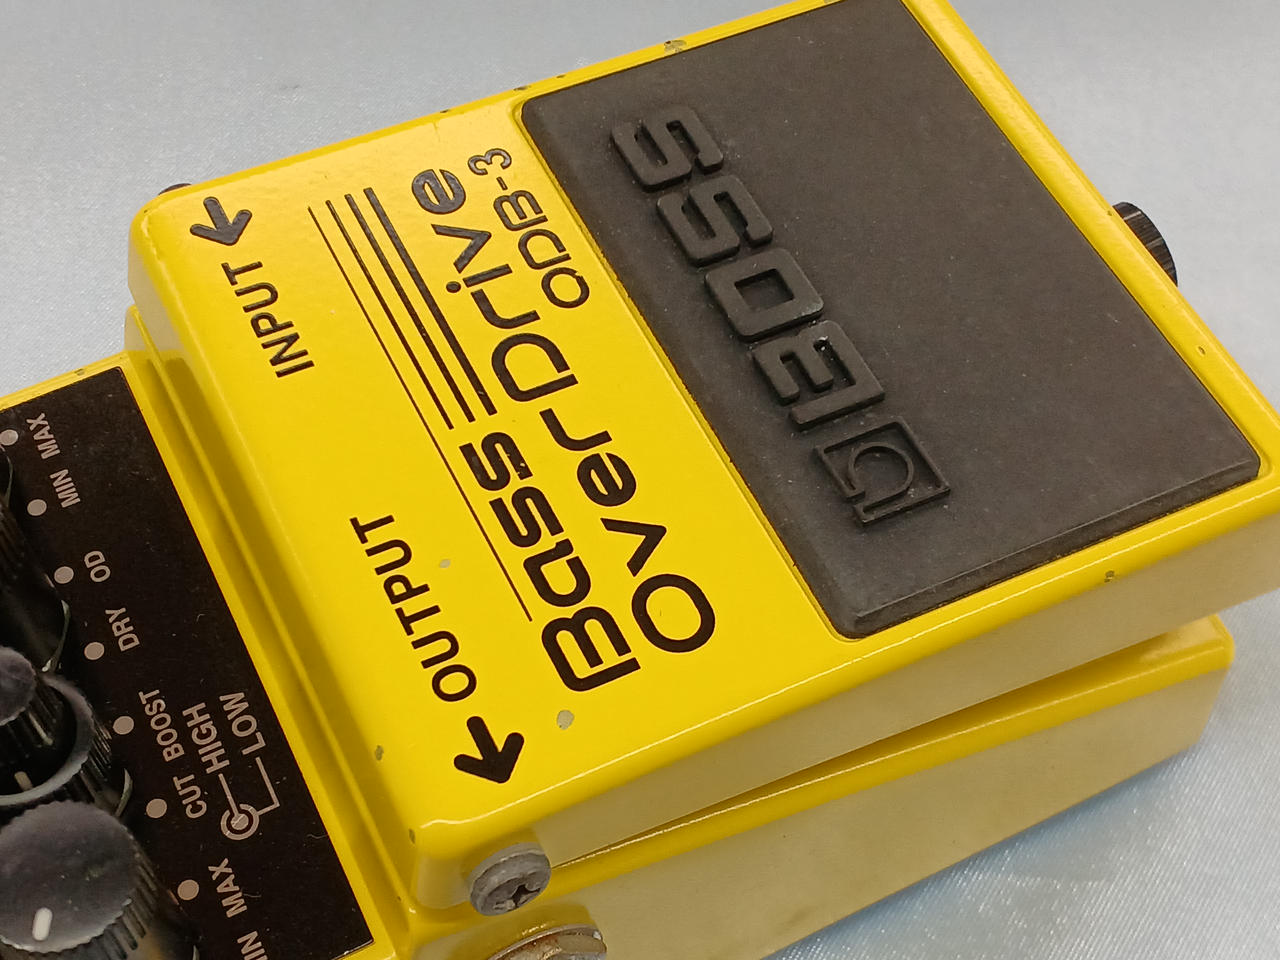 MIN MAX
DRY OD
CUT BOOST
HIGH
LOW
MIN MAX
OUTPUT
INPUT
Bass
OverDrive
ODB-3
BOSS